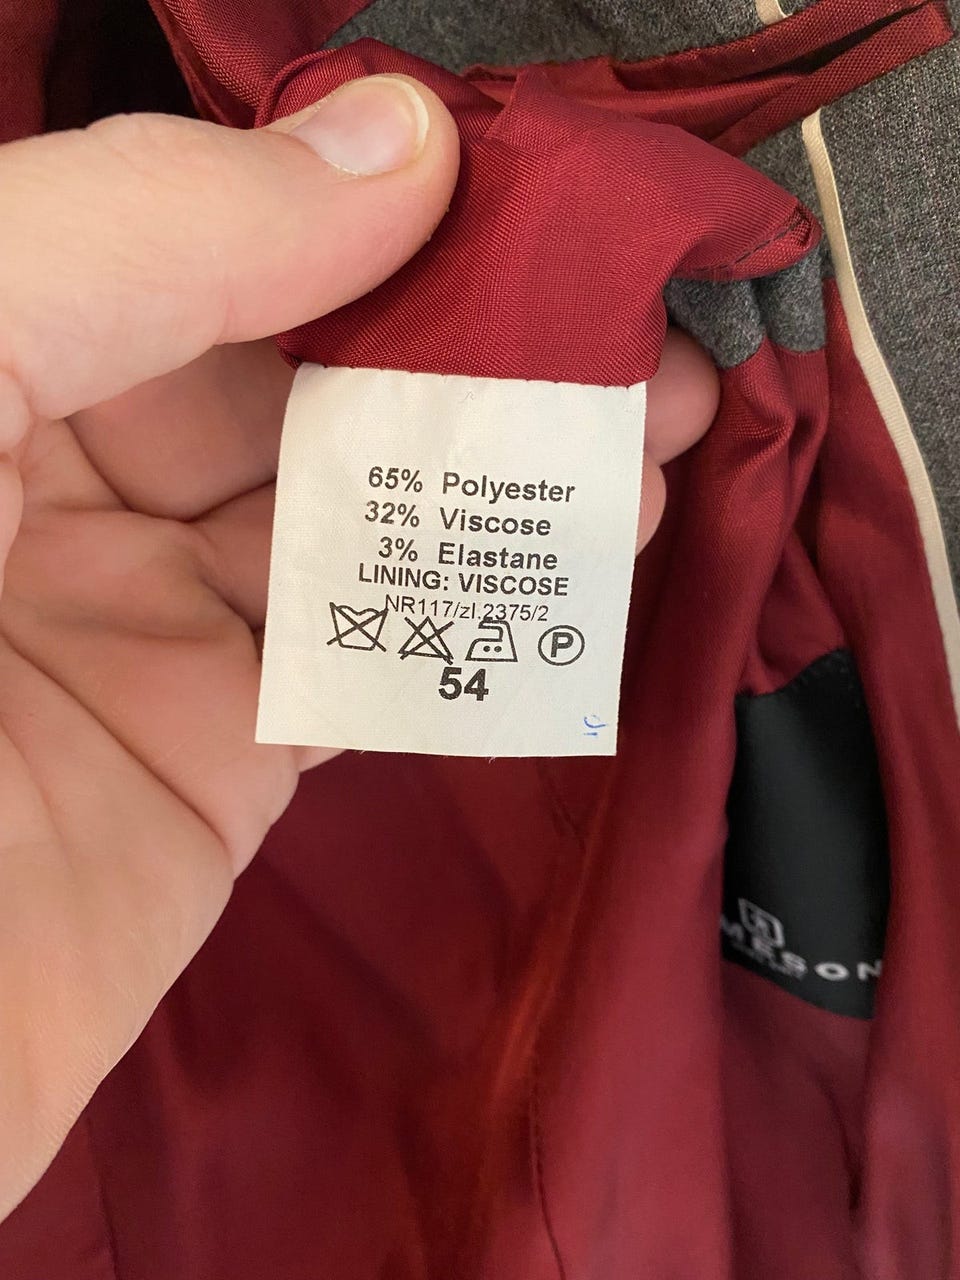 65% Polyester
32% Viscose
3% Elastane
LINING: VISCOSE
NR117/zl.2375/2
P
54